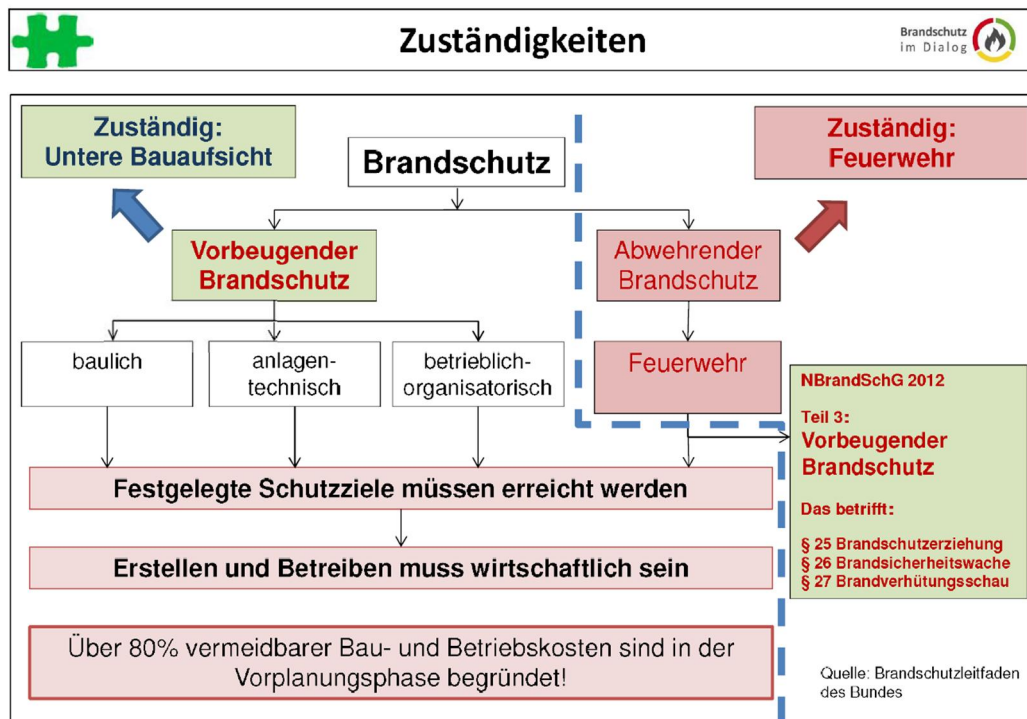 Zuständigkeiten
Brandschutz
im Dialog
Zuständig:
Untere Bauaufsicht
Brandschutz
Zuständig:
Feuerwehr
Vorbeugender
Brandschutz
Abwehrender
Brandschutz
baulich
anlagen-
technisch
betrieblich-
organisatorisch
Feuerwehr
NBrandSchG 2012
Teil 3:
Vorbeugender
Brandschutz
Das betrifft:
§ 25 Brandschutzerziehung
§ 26 Brandsicherheitswache
§ 27 Brandverhütungsschau
Festgelegte Schutzziele müssen erreicht werden
Erstellen und Betreiben muss wirtschaftlich sein
Über 80% vermeidbarer Bau- und Betriebskosten sind in der
Vorplanungsphase begründet!
Quelle: Brandschutzleitfaden
des Bundes